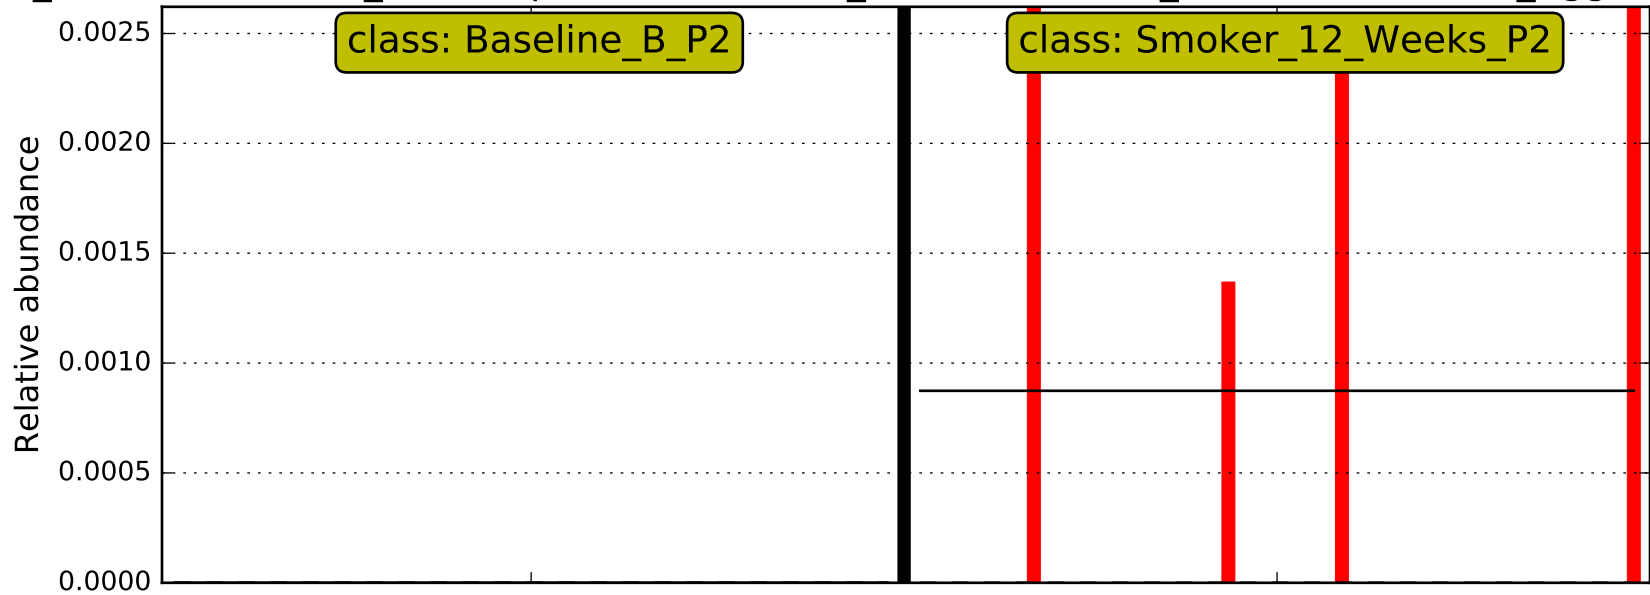 0.0025
class: Baseline_B_P2
class: Smoker_12_Weeks_P2
0.0020
0.0015
0.0010
0.0005
0.0000
Relative abundance